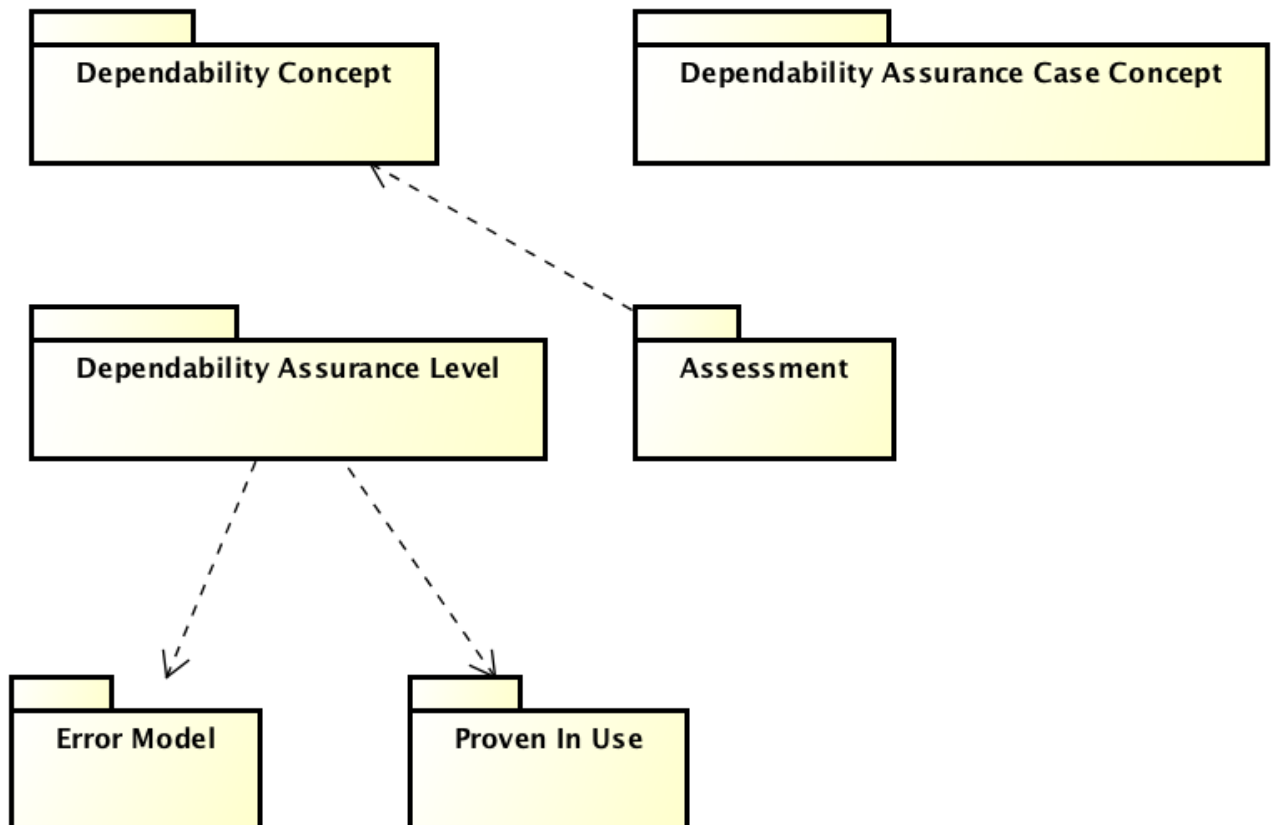 Dependability Concept
Dependability Assurance Case Concept
Dependability Assurance Level
Assessment
Error Model
Proven In Use